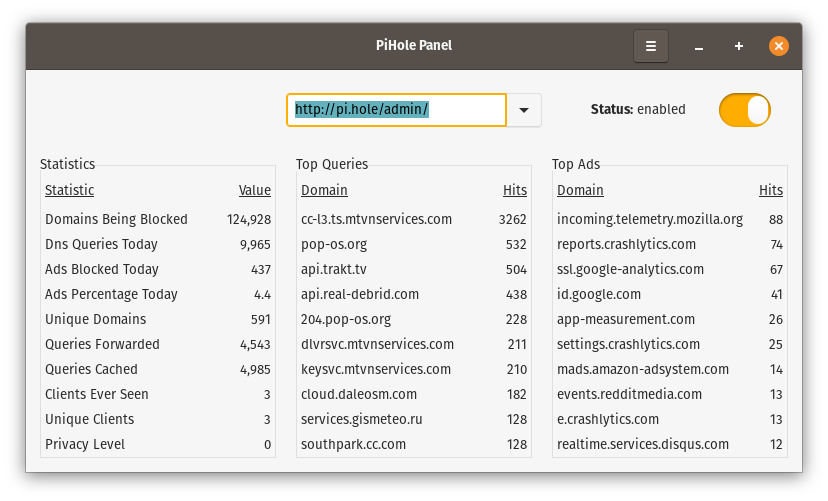 PiHole Panel
http://pi.hole/admin/
Status: enabled
Statistics
Statistic Value
Domains Being Blocked 124,928
Dns Queries Today 9,965
Ads Blocked Today 437
Ads Percentage Today 4.4
Unique Domains 591
Queries Forwarded 4,543
Queries Cached 4,985
Clients Ever Seen 3
Unique Clients 3
Privacy Level 0
Top Queries
Domain Hits
cc-l3.ts.mtvnservices.com 3262
pop-os.org 532
api.trakt.tv 504
api.real-debrid.com 438
204.pop-os.org 228
dlvrsvc.mtvnservices.com 211
keysvc.mtvnservices.com 210
cloud.daleosm.com 182
services.gismeteo.ru 128
southpark.cc.com 128
Top Ads
Domain Hits
incoming.telemetry.mozilla.org 88
reports.crashlytics.com 74
ssl.google-analytics.com 67
id.google.com 41
app-measurement.com 26
settings.crashlytics.com 25
mads.amazon-adsystem.com 14
events.redditmedia.com 13
e.crashlytics.com 13
realtime.services.disqus.com 12